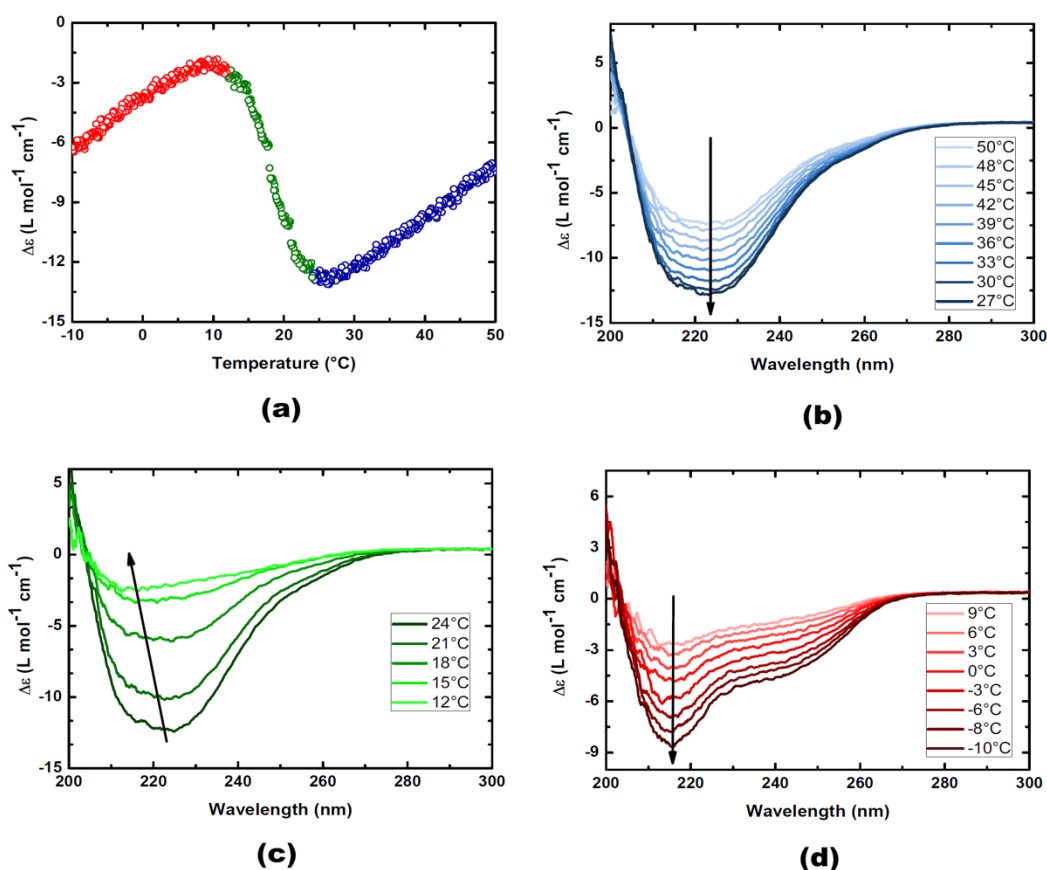 0
-3
-6
-9
-12
-15
Δε (L mol⁻¹ cm⁻¹)
-10 0 10 20 30 40 50
Temperature (°C)
(a)
5
0
-5
-10
-15
Δε (L mol⁻¹ cm⁻¹)
50°C
48°C
45°C
42°C
39°C
36°C
33°C
30°C
27°C
200 220 240 260 280 300
Wavelength (nm)
(b)
5
0
-5
-10
-15
Δε (L mol⁻¹ cm⁻¹)
24°C
21°C
18°C
15°C
12°C
200 220 240 260 280 300
Wavelength (nm)
(c)
6
3
0
-3
-6
-9
Δε (L mol⁻¹ cm⁻¹)
9°C
6°C
3°C
0°C
-3°C
-6°C
-8°C
-10°C
200 220 240 260 280 300
Wavelength (nm)
(d)